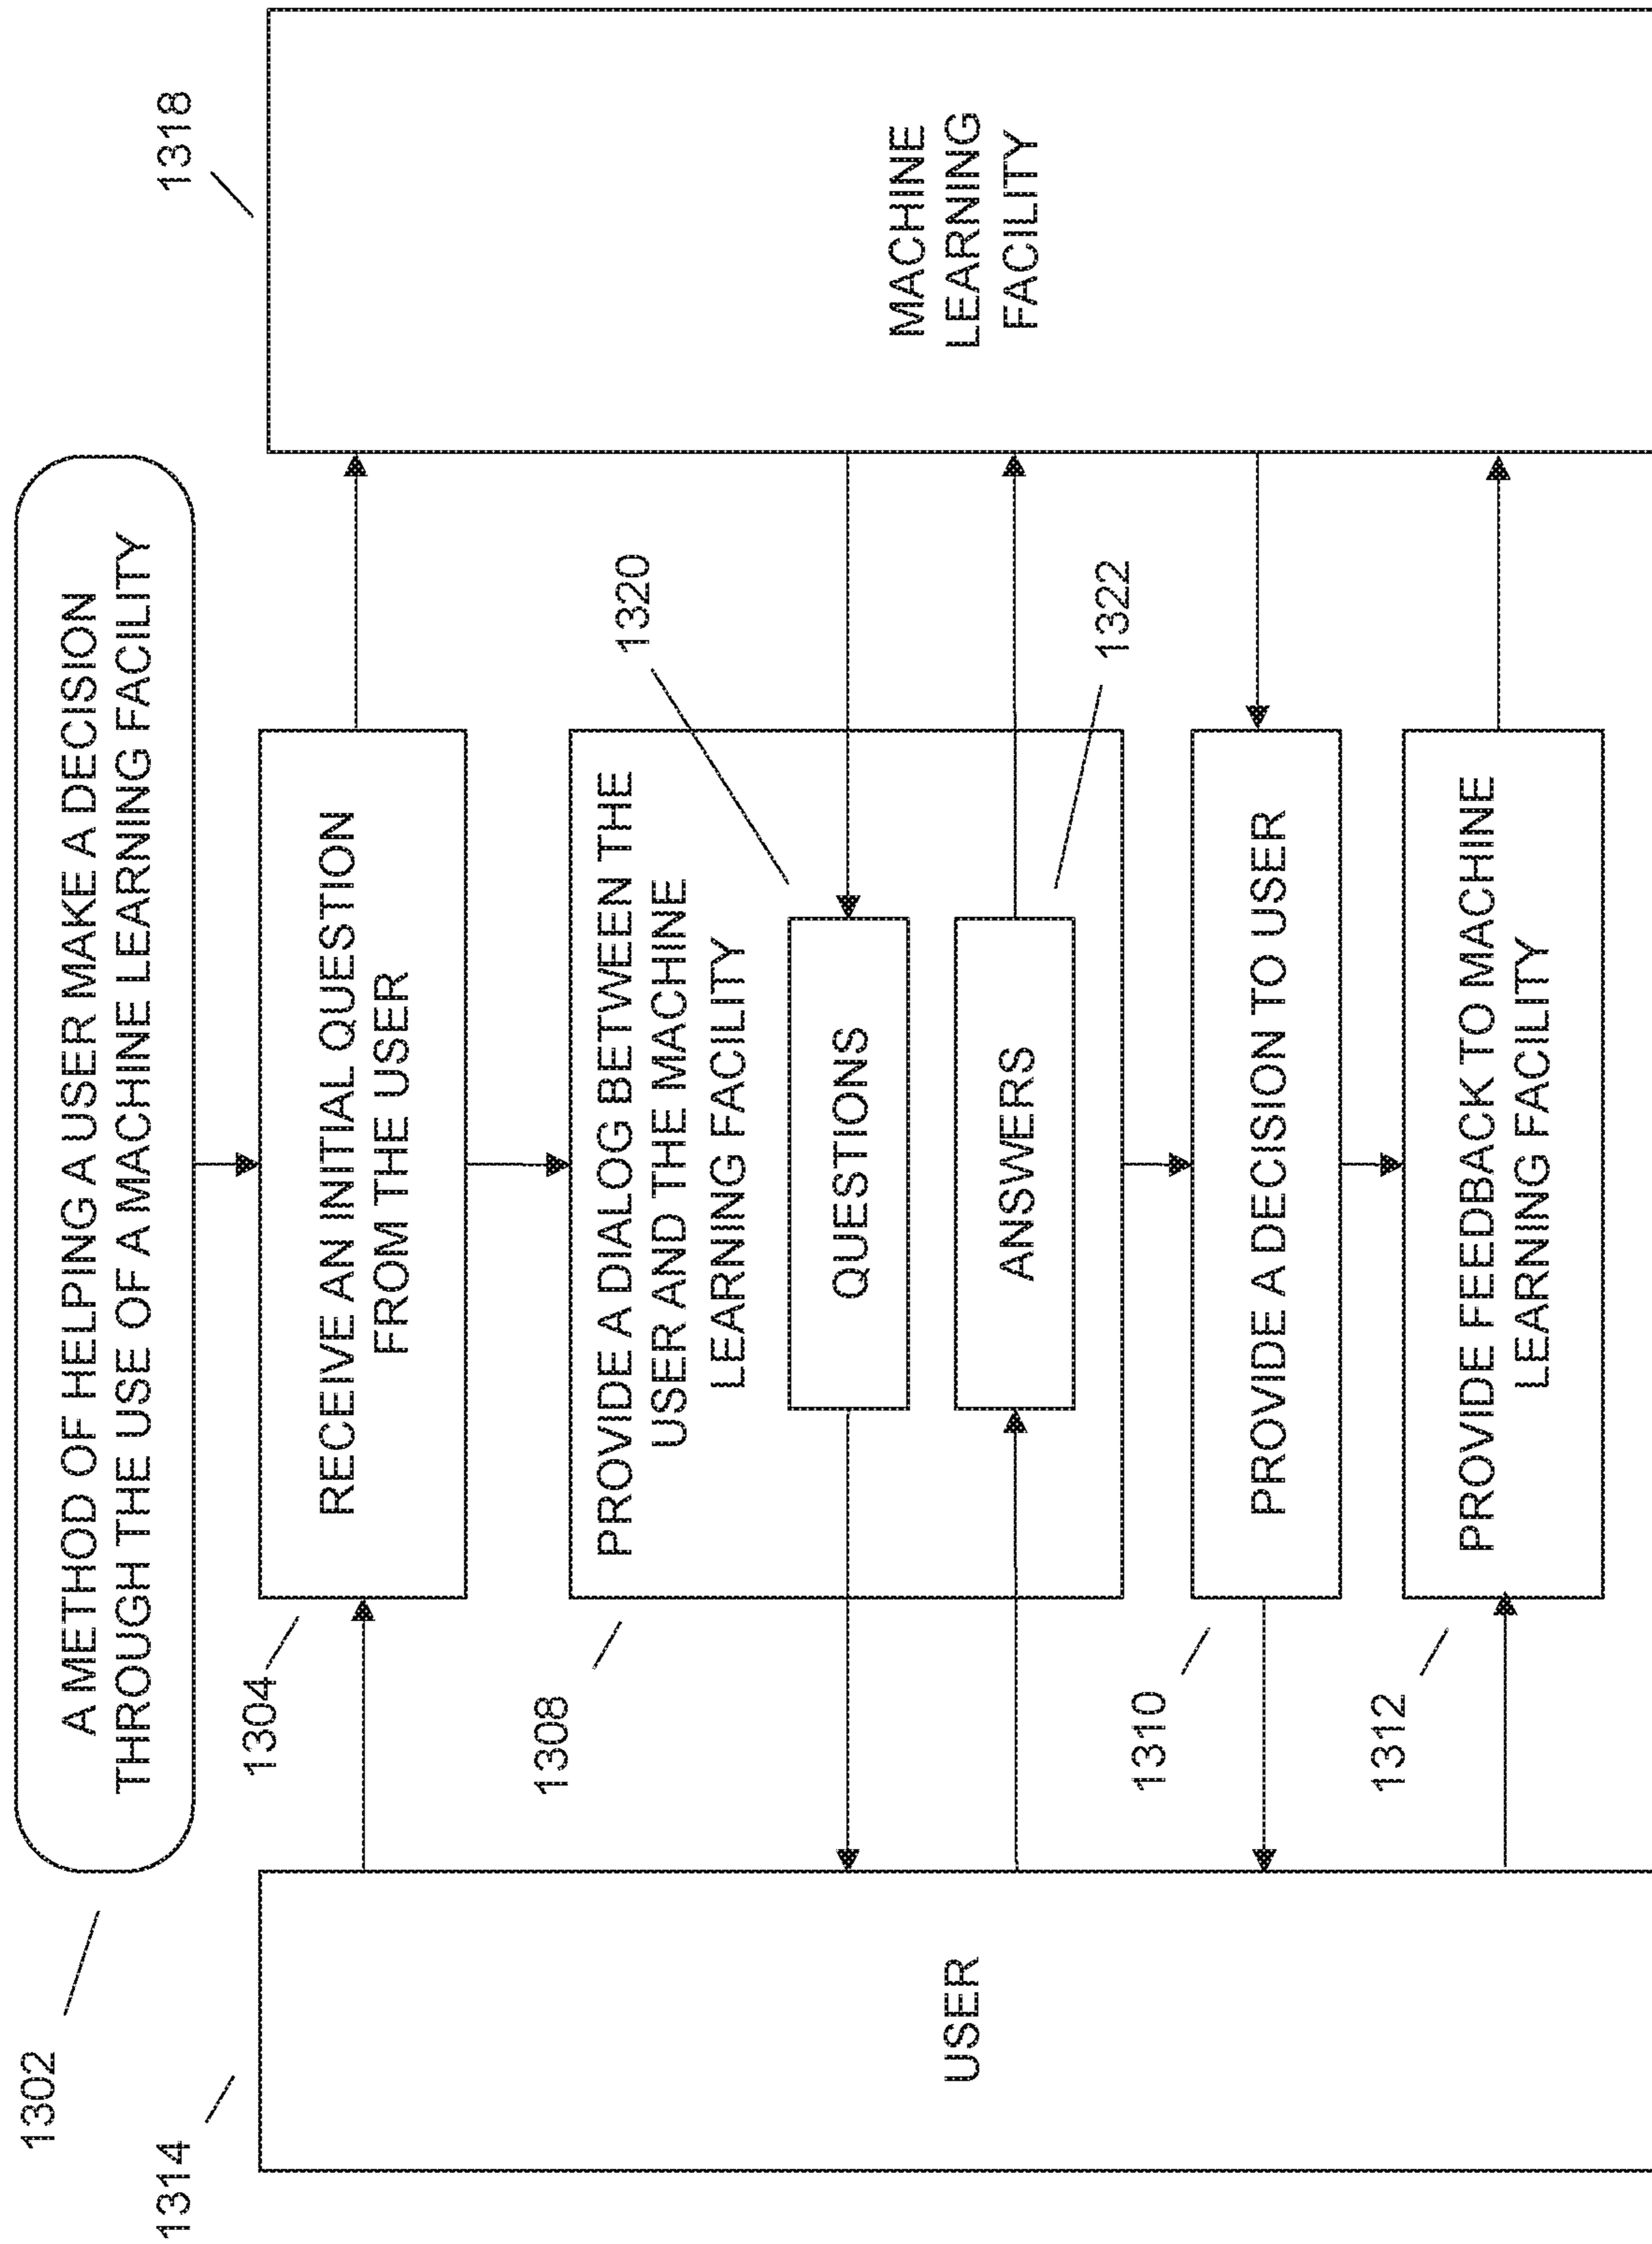 1302
A METHOD OF HELPING A USER MAKE A DECISION
THROUGH THE USE OF A MACHINE LEARNING FACILITY
1314
1318
1304
RECEIVE AN INITIAL QUESTION
FROM THE USER
1308
PROVIDE A DIALOG BETWEEN THE
USER AND THE MACHINE
LEARNING FACILITY
1320
QUESTIONS
USER
MACHINE
LEARNING
FACILITY
ANSWERS
1322
1310
PROVIDE A DECISION TO USER
1312
PROVIDE FEEDBACK TO MACHINE
LEARNING FACILITY